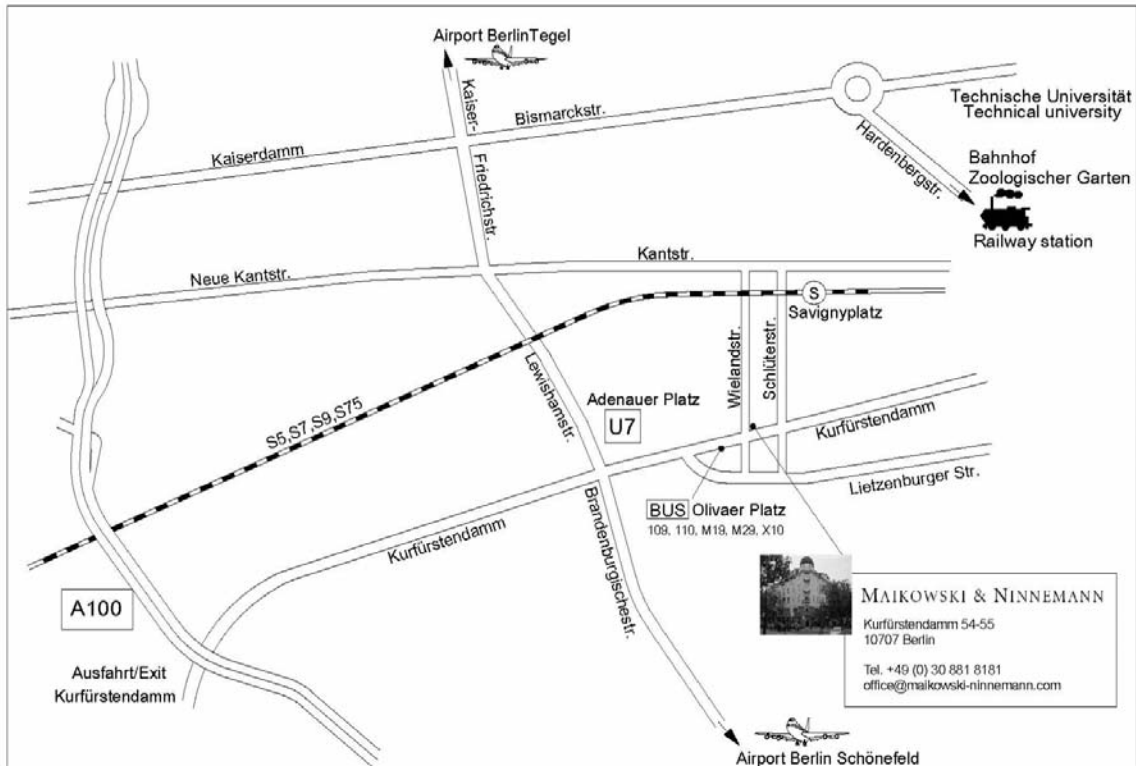 Airport BerlinTegel
Kaiser-
Friedrichstr.
Bismarckstr.
Kaiserdamm
Technische Universität
Technical university
Hardenbergstr.
Bahnhof
Zoologischer Garten
Railway station
Kantstr.
Neue Kantstr.
S
Savignyplatz
Wielandstr.
Schlüterstr.
Lewishamstr.
S5,S7,S9,S75
Adenauer Platz
U7
Kurfürstendamm
Lietzenburger Str.
BUS Olivaer Platz
109, 110, M19, M29, X10
Kurfürstendamm
Brandenburgischestr.
A100
Ausfahrt/Exit
Kurfürstendamm
MAIKOWSKI & NINNEMANN
Kurfürstendamm 54-55
10707 Berlin
Tel. +49 (0) 30 881 8181
office@maikowski-ninnemann.com
Airport Berlin Schönefeld